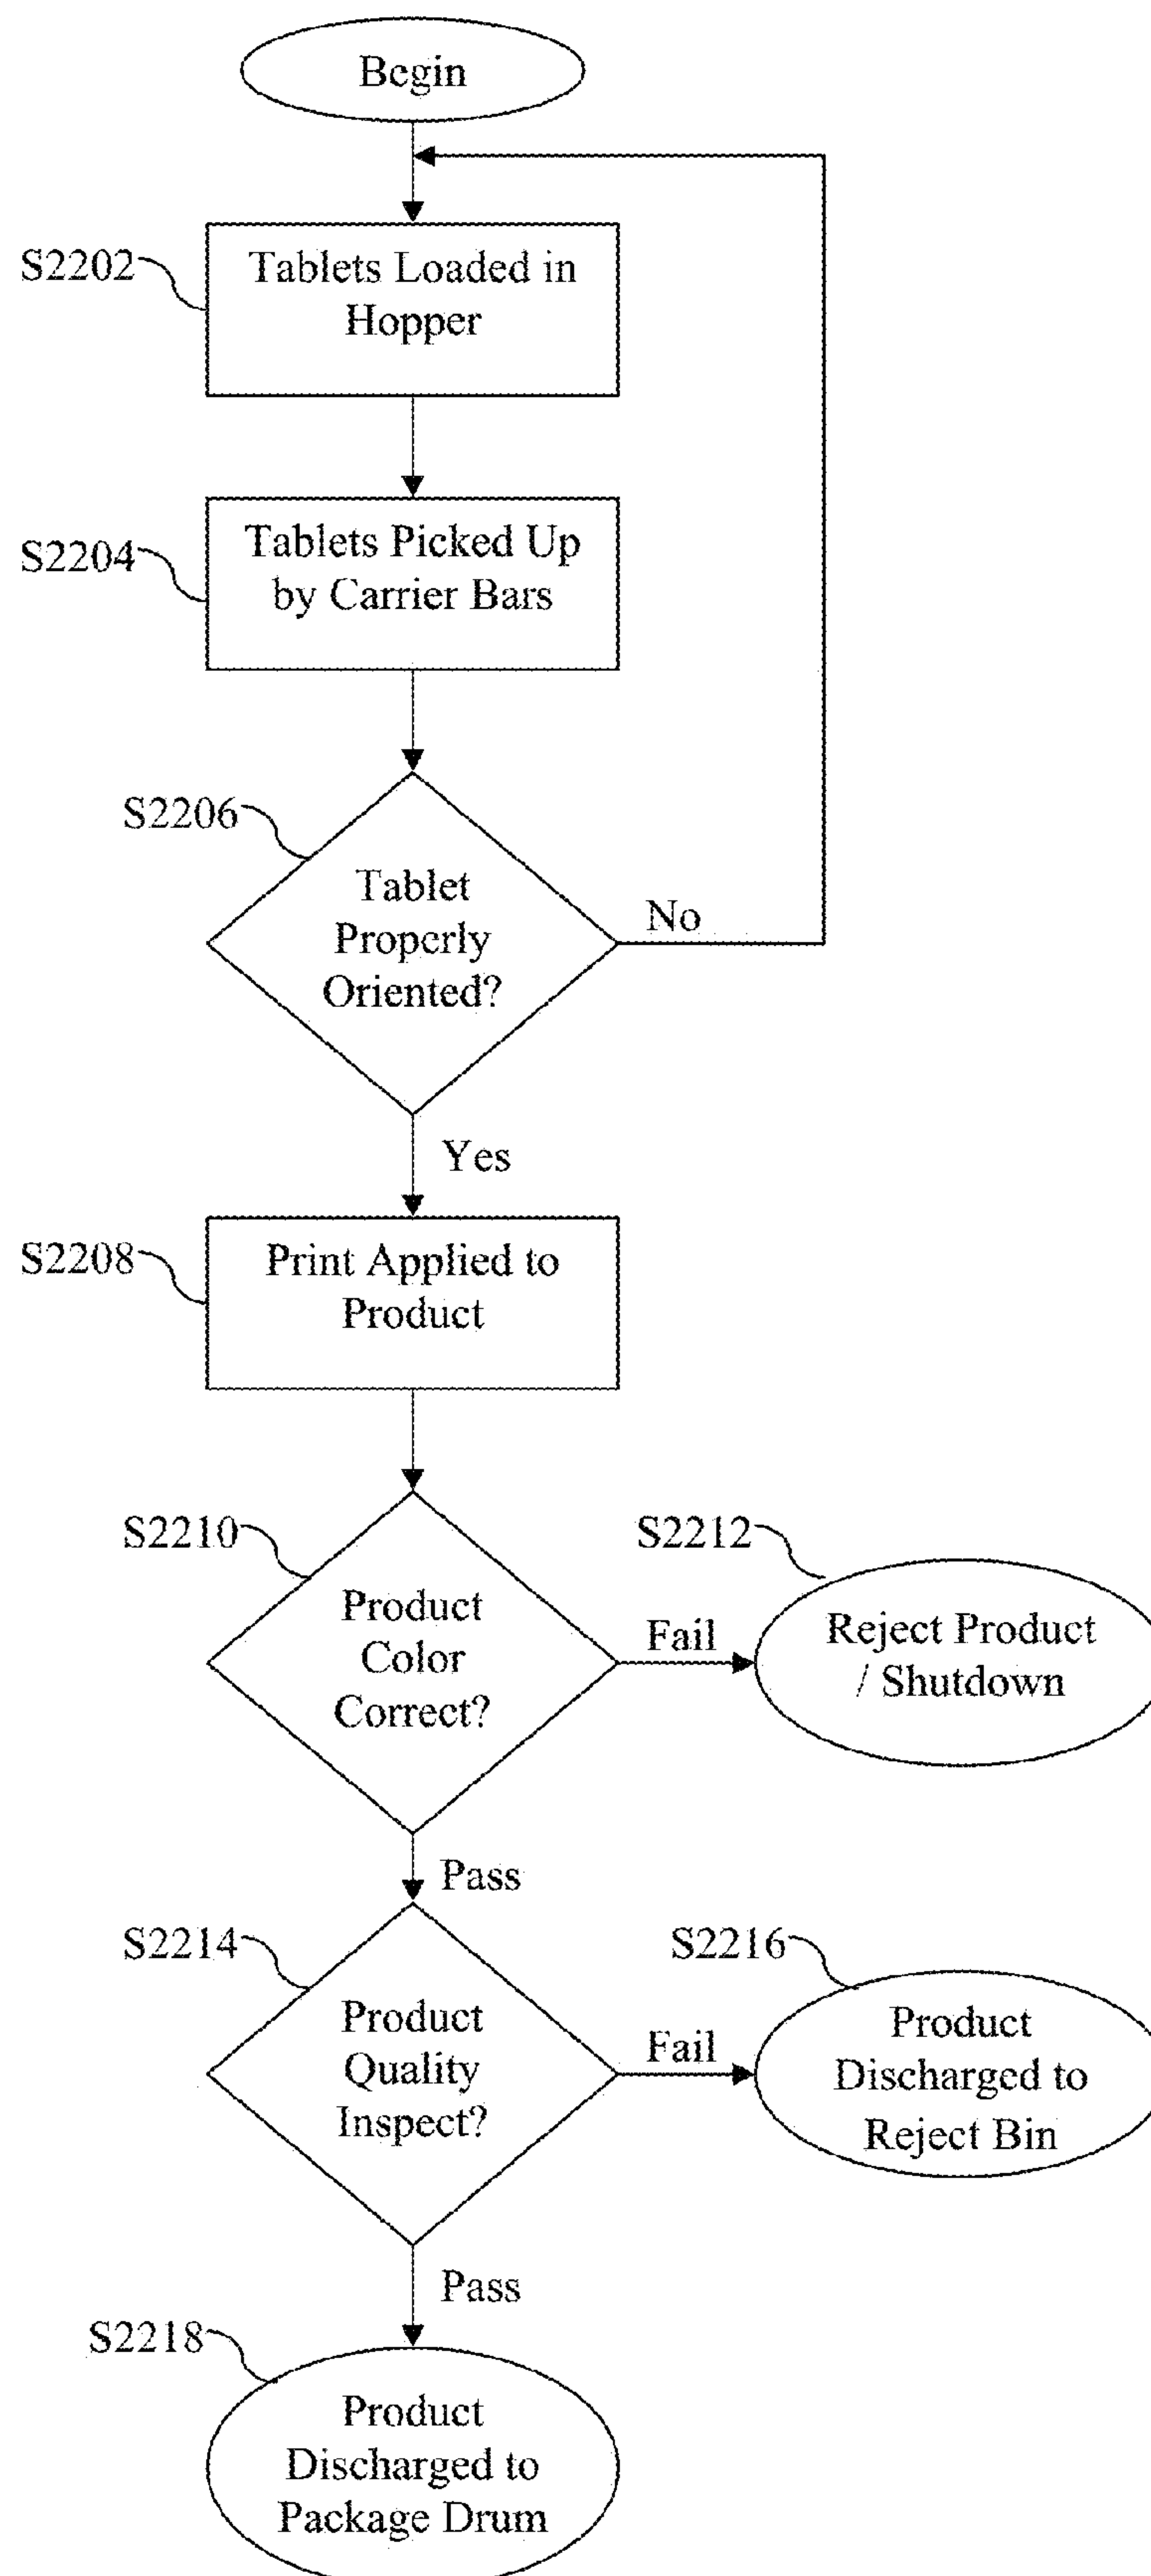 Begin
S2202
Tablets Loaded in
Hopper
S2204
Tablets Picked Up
by Carrier Bars
S2206
Tablet
Properly
Oriented?
No
Yes
S2208
Print Applied to
Product
S2210
Product
Color
Correct?
Fail
S2212
Reject Product
/ Shutdown
Pass
S2214
Product
Quality
Inspect?
Fail
S2216
Product
Discharged to
Reject Bin
Pass
S2218
Product
Discharged to
Package Drum